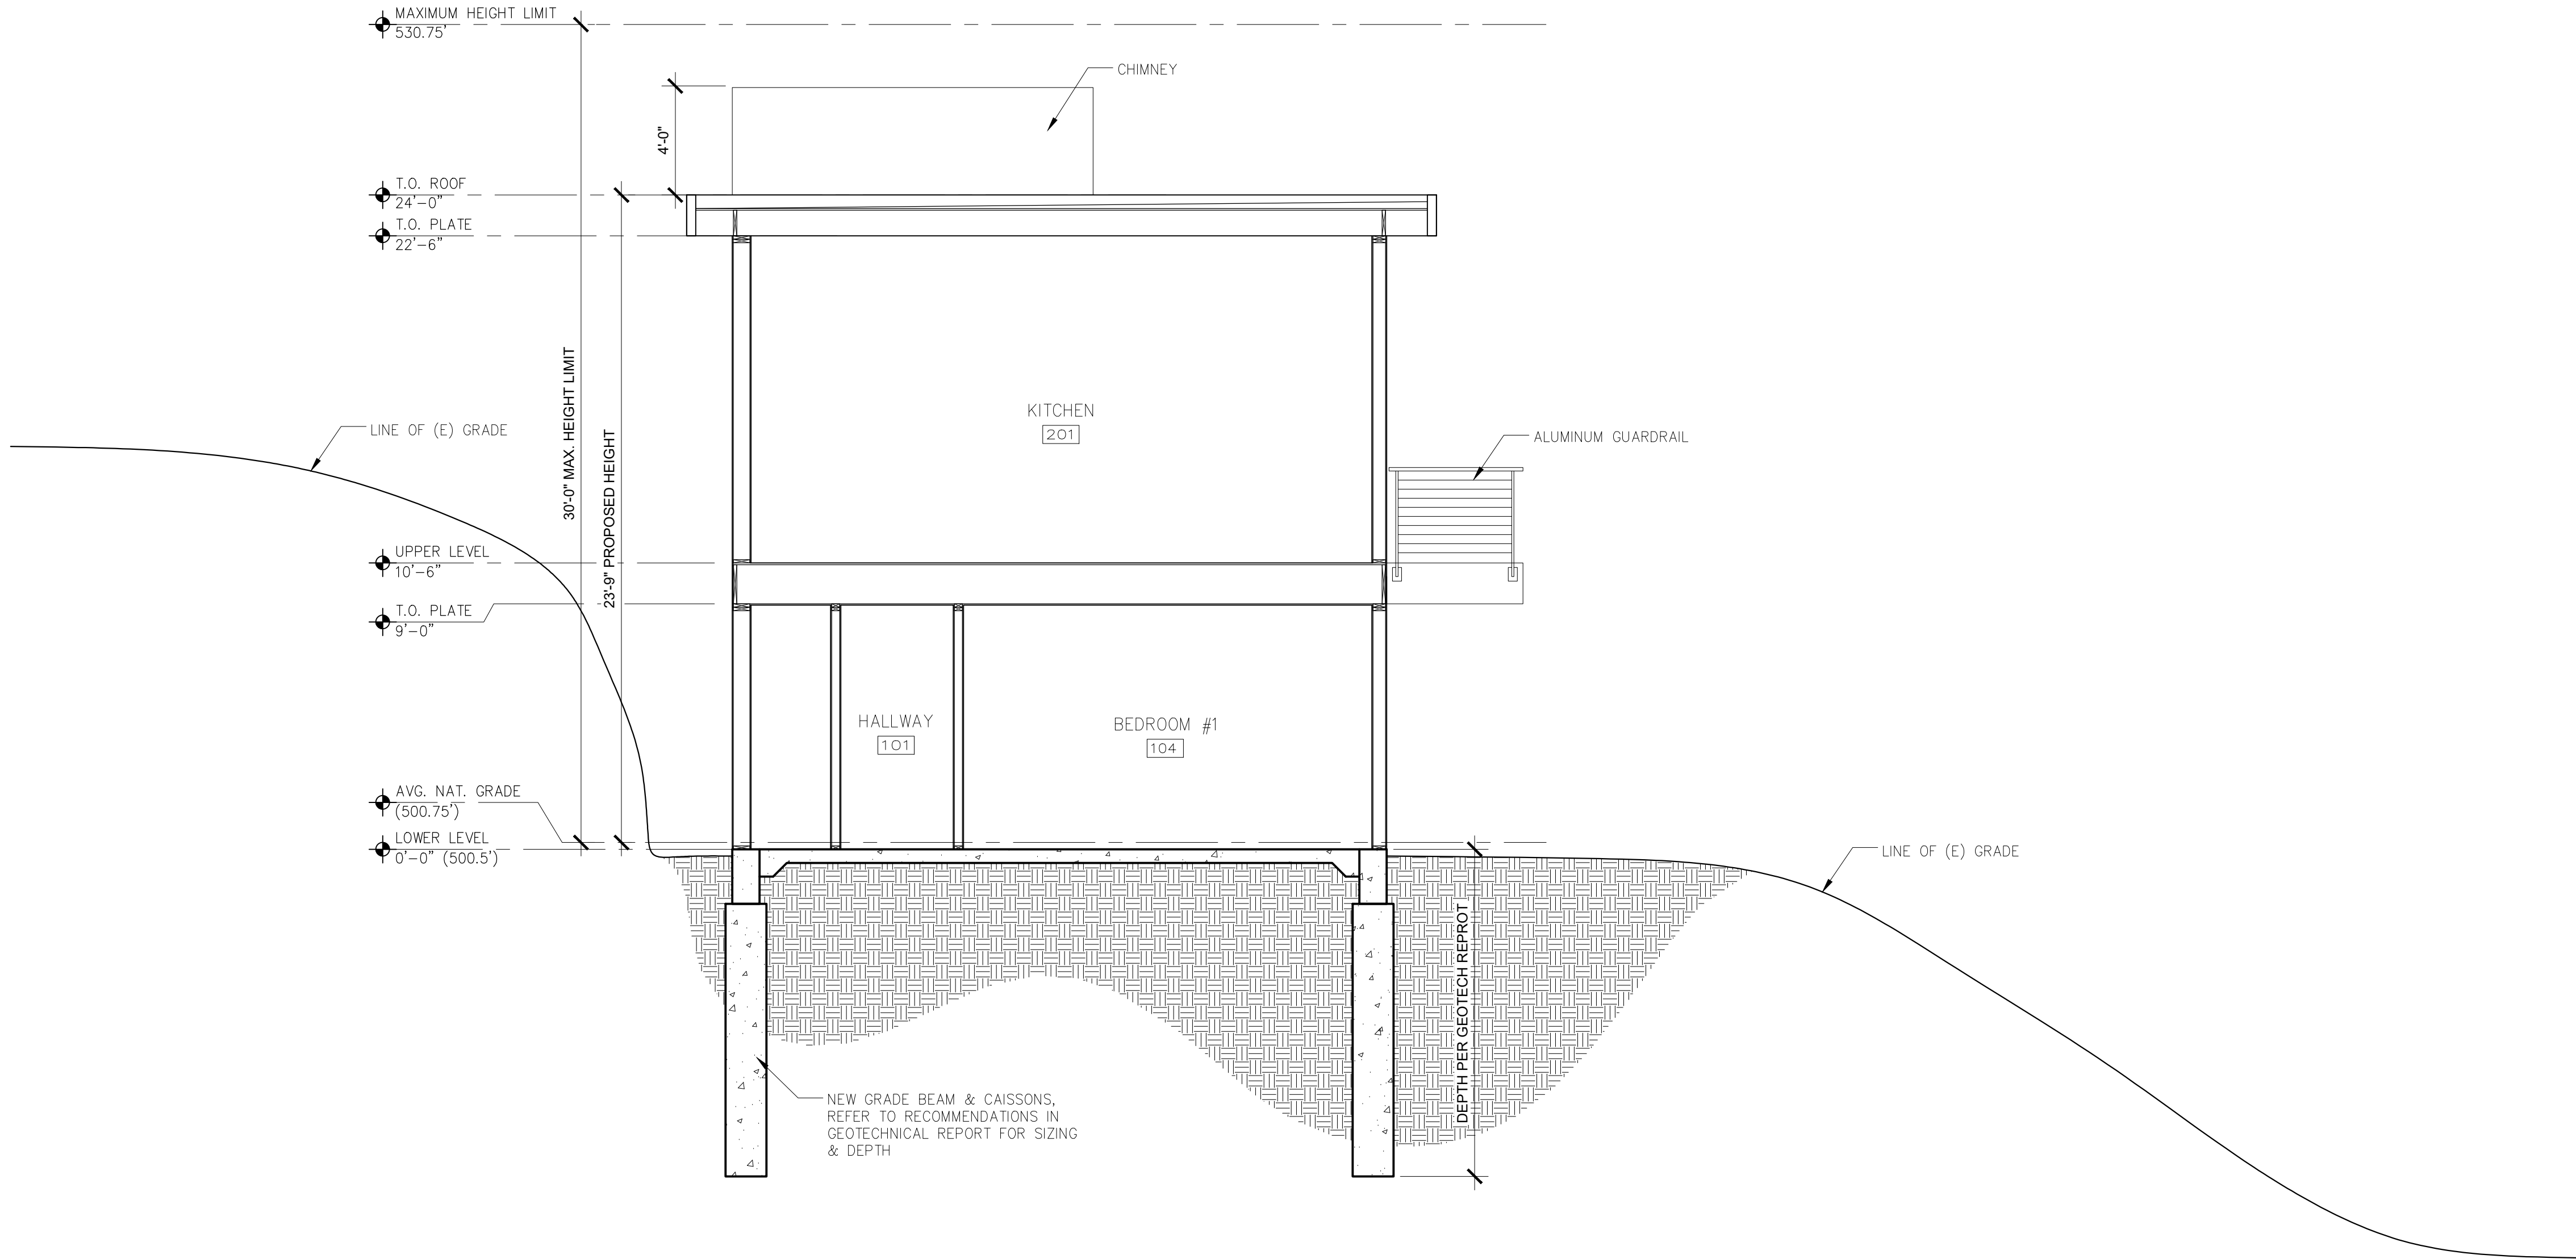 MAXIMUM HEIGHT LIMIT
530.75'
CHIMNEY
4'-0"
T.O. ROOF
24'-0"
T.O. PLATE
22'-6"
30'-0" MAX. HEIGHT LIMIT
23'-9" PROPOSED HEIGHT
KITCHEN
201
LINE OF (E) GRADE
ALUMINUM GUARDRAIL
UPPER LEVEL
10'-6"
T.O. PLATE
9'-0"
HALLWAY
101
BEDROOM #1
104
AVG. NAT. GRADE
(500.75')
LOWER LEVEL
0'-0" (500.5')
LINE OF (E) GRADE
DEPTH PER GEOTECH REPROT
NEW GRADE BEAM & CAISSONS,
REFER TO RECOMMENDATIONS IN
GEOTECHNICAL REPORT FOR SIZING
& DEPTH